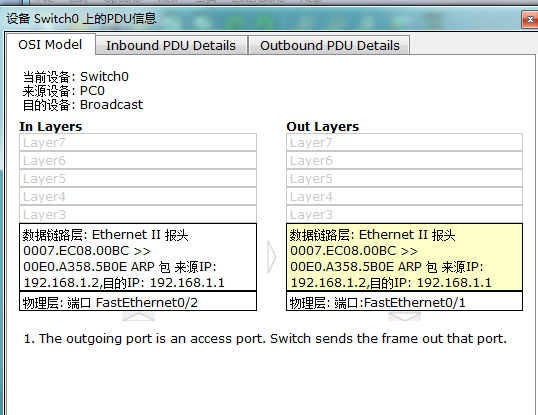 设备 Switch0 上的PDU信息
OSI Model Inbound PDU Details Outbound PDU Details
当前设备: Switch0
来源设备: PC0
目的设备: Broadcast
In Layers
Layer7
Layer6
Layer5
Layer4
Layer3
数据链路层: Ethernet II 报头
0007.EC08.00BC >>
00E0.A358.5B0E ARP 包 来源IP:
192.168.1.2,目的IP: 192.168.1.1
物理层: 端口 FastEthernet0/2
Out Layers
Layer7
Layer6
Layer5
Layer4
Layer3
数据链路层: Ethernet II 报头
0007.EC08.00BC >>
00E0.A358.5B0E ARP 包 来源IP:
192.168.1.2,目的IP: 192.168.1.1
物理层: 端口:FastEthernet0/1
1. The outgoing port is an access port. Switch sends the frame out that port.